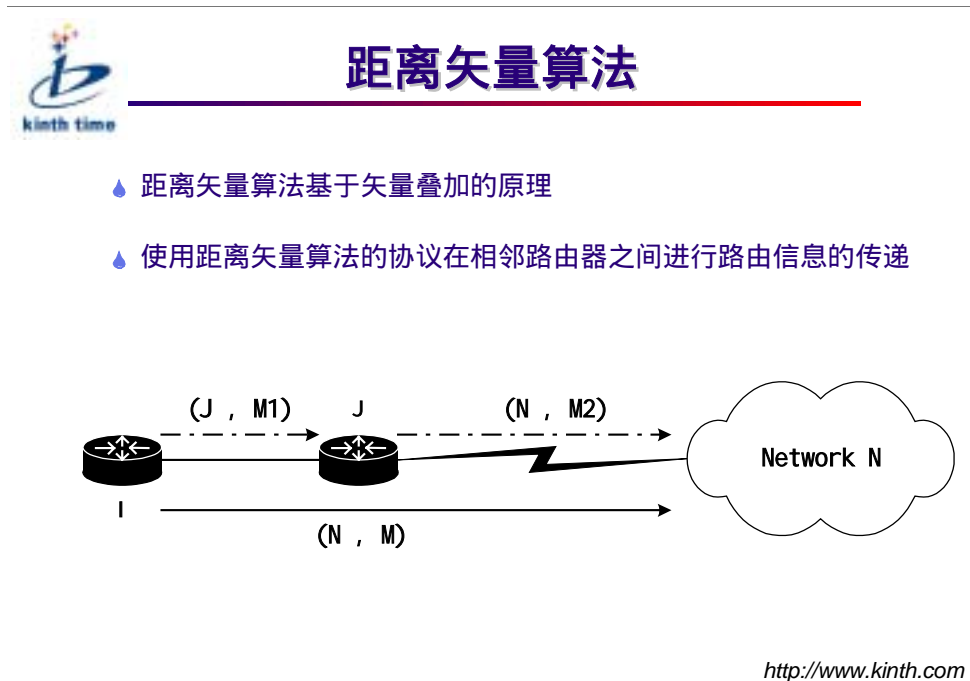 kinth time
距离矢量算法
距离矢量算法基于矢量叠加的原理
使用距离矢量算法的协议在相邻路由器之间进行路由信息的传递
(J , M1)
J
(N , M2)
Network N
I
(N , M)
http://www.kinth.com